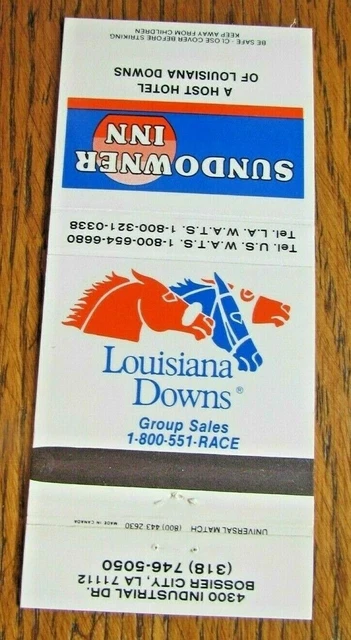 BE SAFE - CLOSE COVER BEFORE STRIKING
KEEP AWAY FROM CHILDREN
A HOST HOTEL
OF LOUISIANA DOWNS
SUNDOWNER
INN
Tel. U.S. W.A.T.S. 1-800-654-6680
Tel. LA. W.A.T.S. 1-800-321-0338
Louisiana
Downs®
Group Sales
1-800-551-RACE
UNIVERSAL MATCH (800) 443 2630 MADE IN CANADA
4300 INDUSTRIAL DR.
BOSSIER CITY, LA 71112
(318) 746-5050